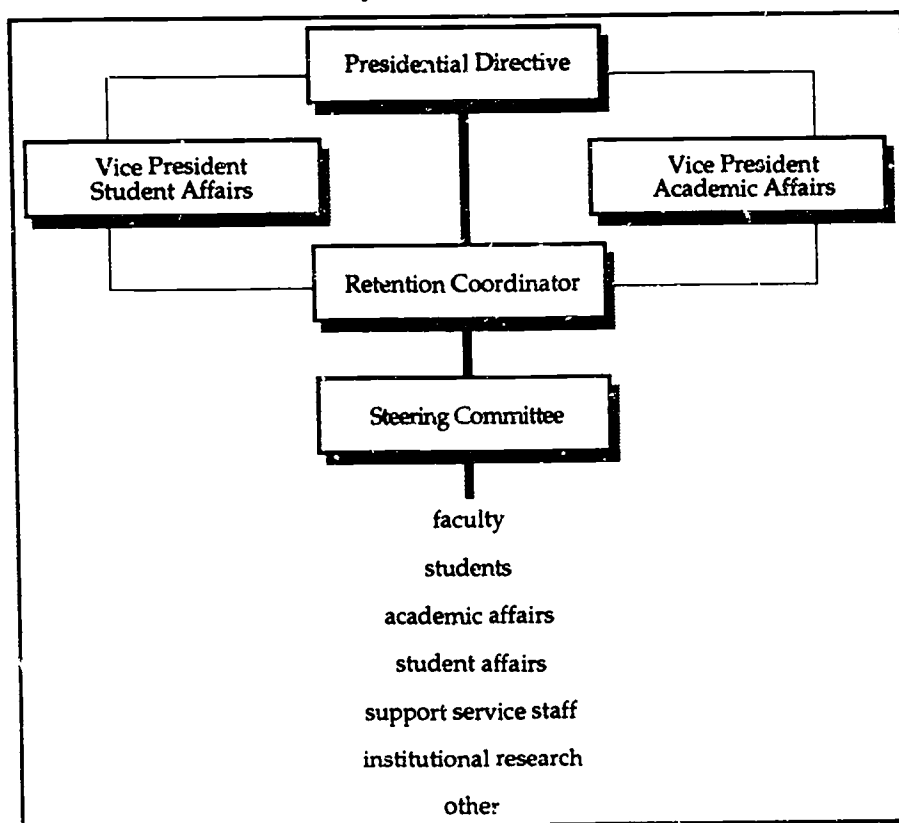 Presidential Directive
Vice President
Student Affairs
Vice President
Academic Affairs
Retention Coordinator
Steering Committee
faculty
students
academic affairs
student affairs
support service staff
institutional research
other